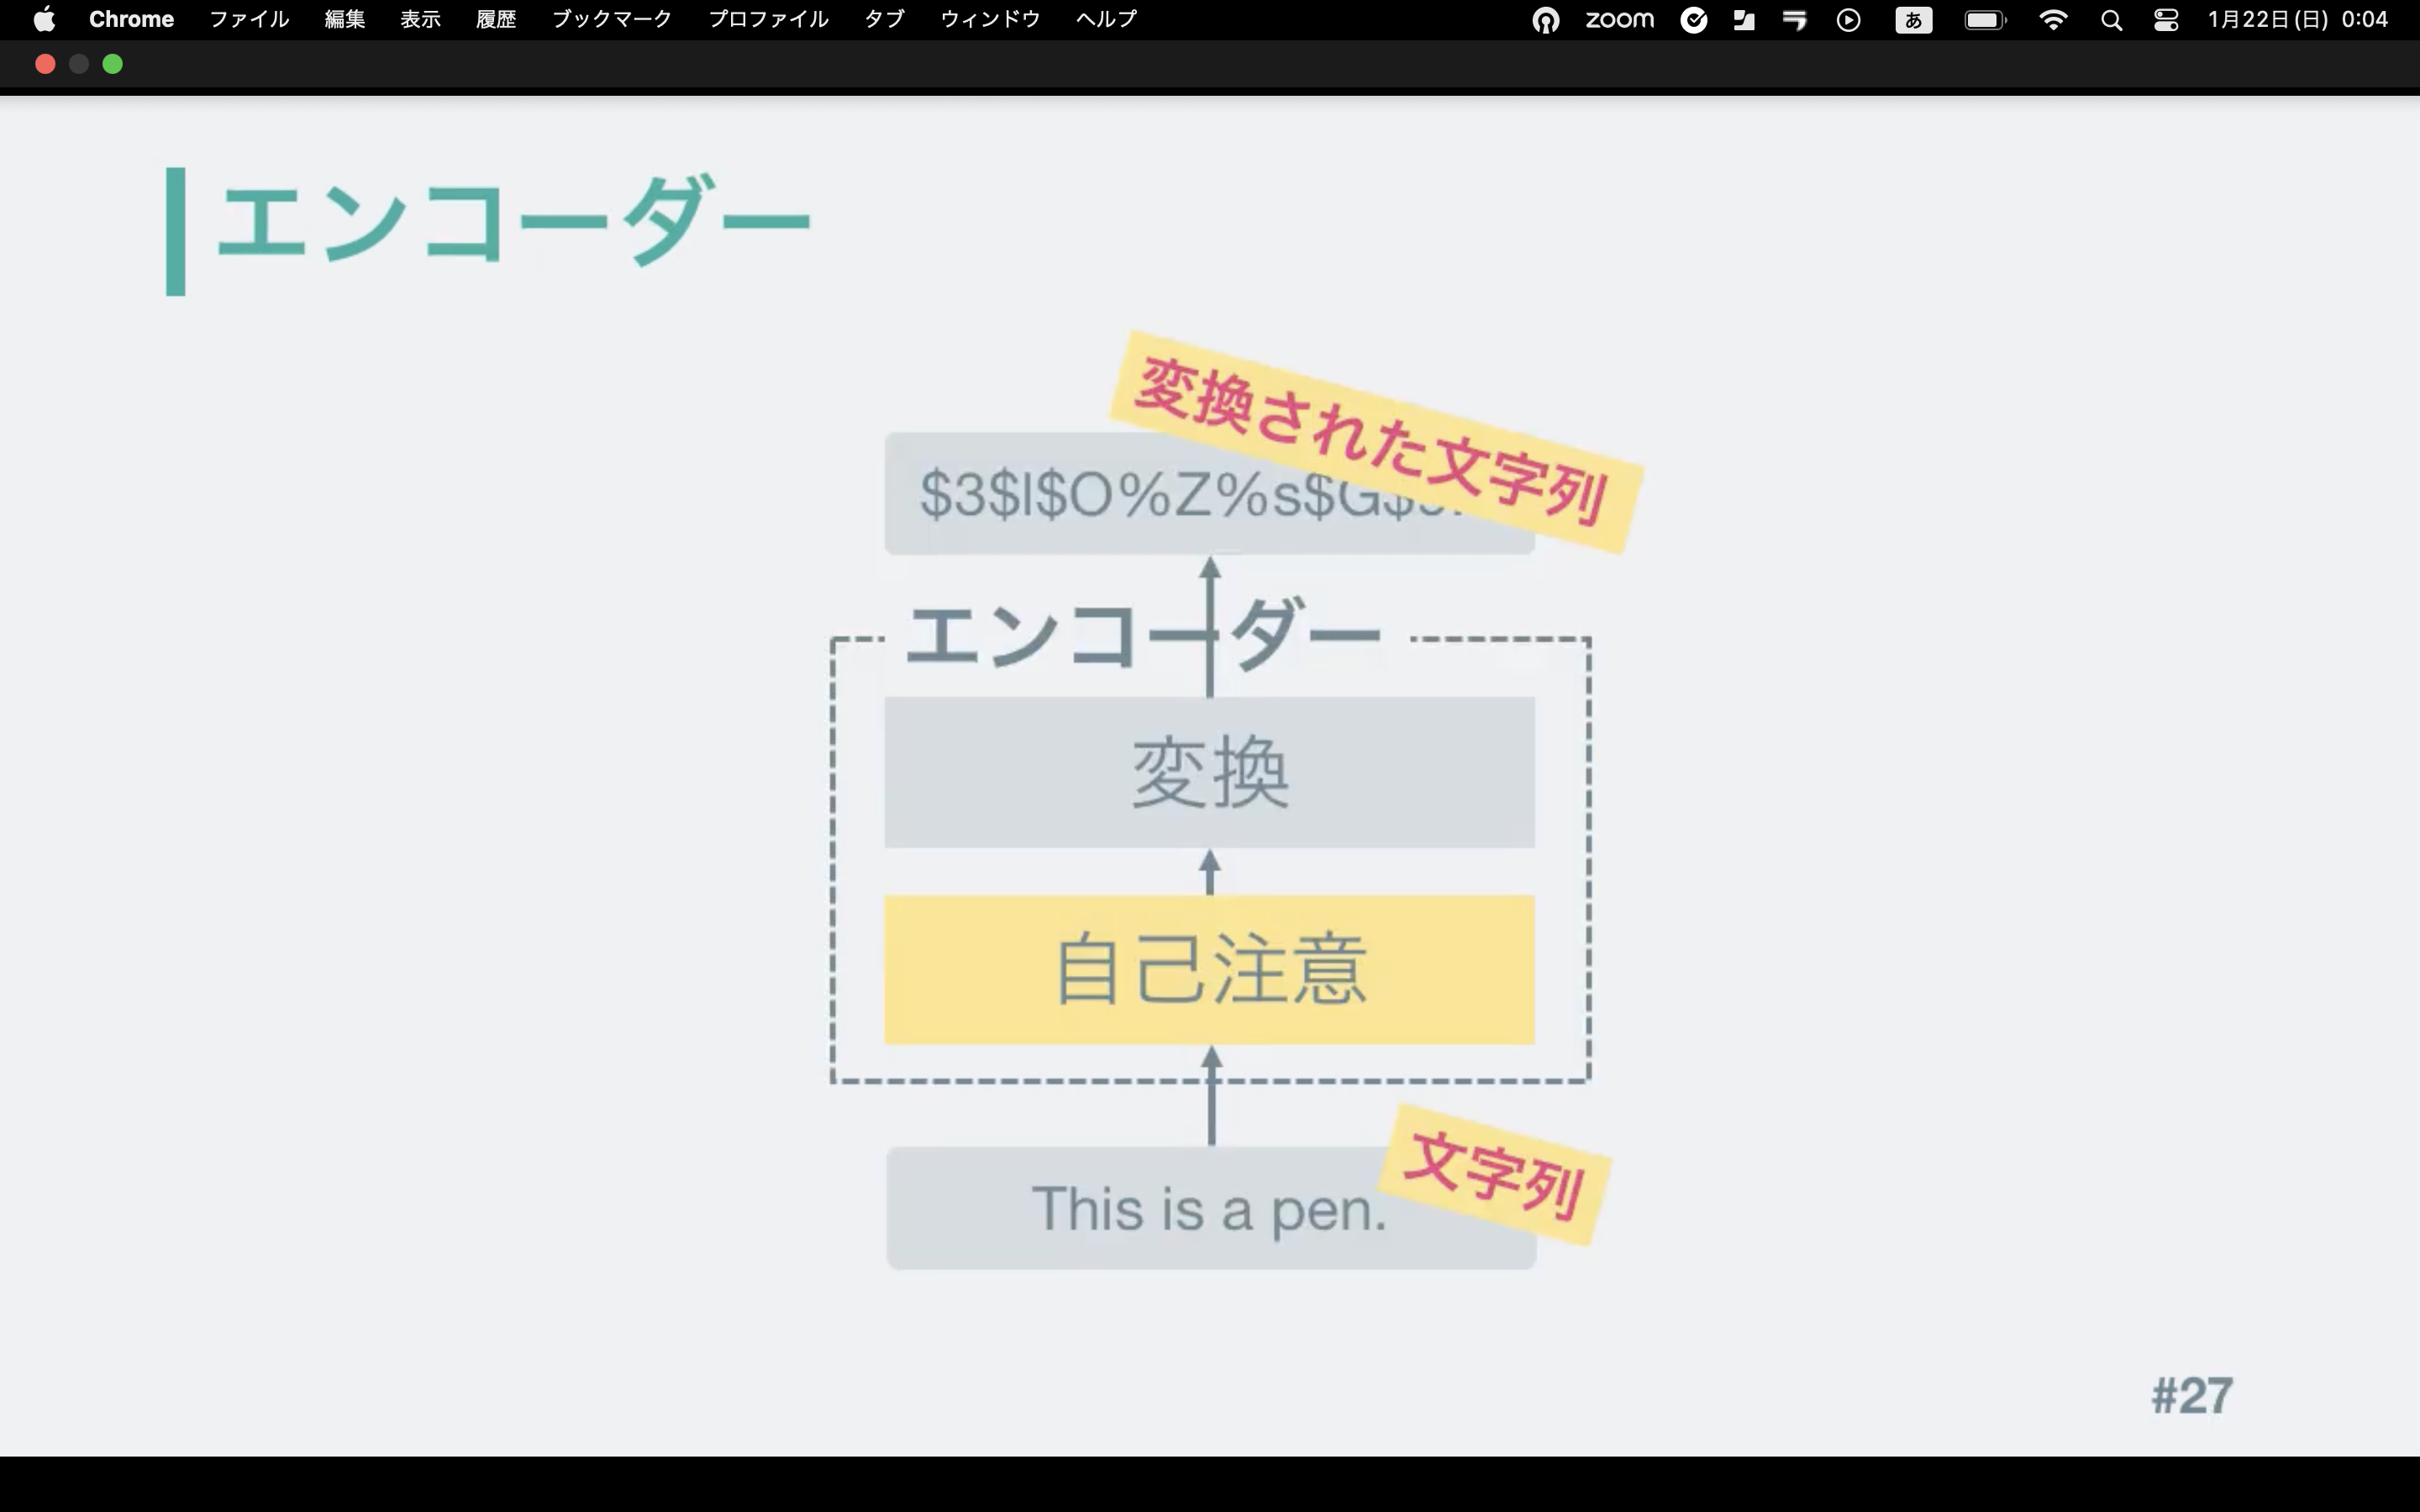 Chrome ファイル 編集 表示 履歴 ブックマーク プロファイル タブ ウィンドウ ヘルプ zoom あ 1月22日(日) 0:04
エンコーダー
変換された文字列
$3$I$O%Z%s$G$
エンコーダー
変換
自己注意
文字列
This is a pen.
#27